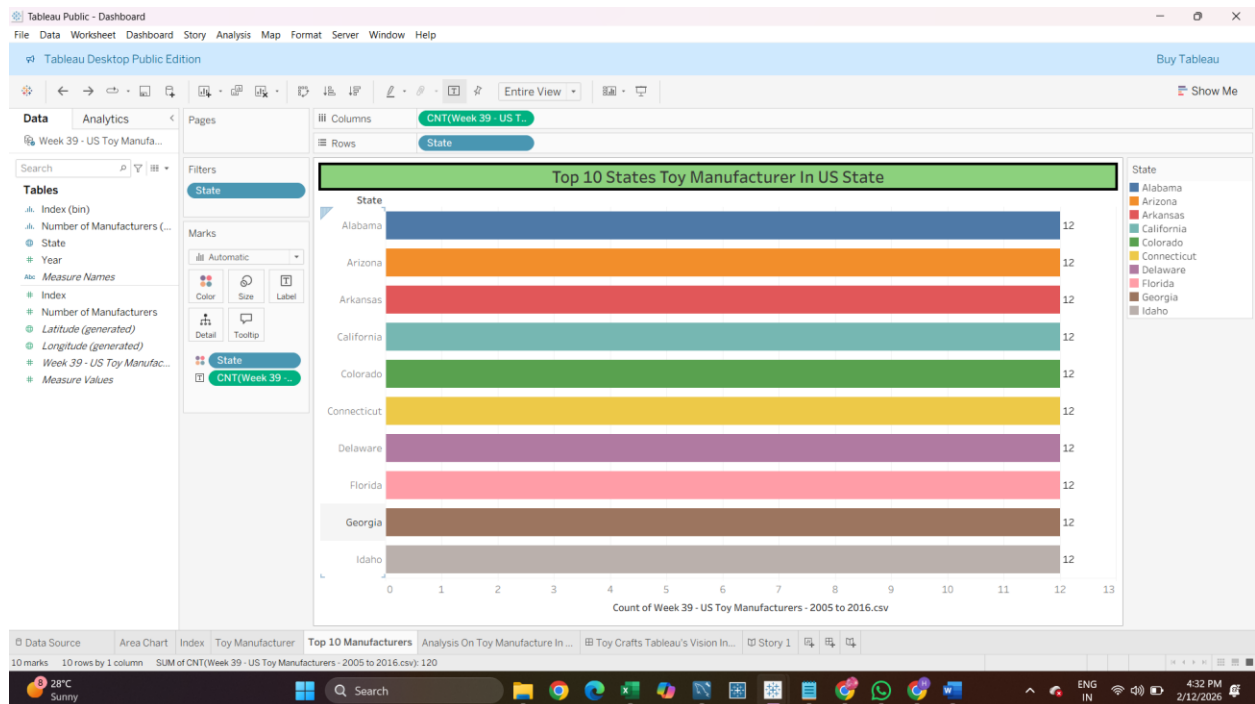 Tableau Public - Dashboard
File Data Worksheet Dashboard Story Analysis Map Format Server Window Help
Tableau Desktop Public Edition
Buy Tableau
Entire View
Show Me
Data
Analytics
Week 39 - US Toy Manufa...
Search
Tables
Index (bin)
Number of Manufacturers (...
State
Year
Abc Measure Names
Index
Number of Manufacturers
Latitude (generated)
Longitude (generated)
Week 39 - US Toy Manufac...
Measure Values
Pages
Filters
State
Marks
Automatic
Color
Size
Label
Detail
Tooltip
State
CNT(Week 39 -..
Columns
CNT(Week 39 - US T..
Rows
State
Top 10 States Toy Manufacturer In US State
State
Alabama 12
Arizona 12
Arkansas 12
California 12
Colorado 12
Connecticut 12
Delaware 12
Florida 12
Georgia 12
Idaho 12
0 1 2 3 4 5 6 7 8 9 10 11 12 13
Count of Week 39 - US Toy Manufacturers - 2005 to 2016.csv
State
Alabama
Arizona
Arkansas
California
Colorado
Connecticut
Delaware
Florida
Georgia
Idaho
Data Source
Area Chart
Index
Toy Manufacturer
Top 10 Manufacturers
Analysis On Toy Manufacture In ...
Toy Crafts Tableau's Vision In...
Story 1
10 marks 10 rows by 1 column SUM of CNT(Week 39 - US Toy Manufacturers - 2005 to 2016.csv): 120
8
28°C
Sunny
Search
ENG
IN
4:32 PM
2/12/2026